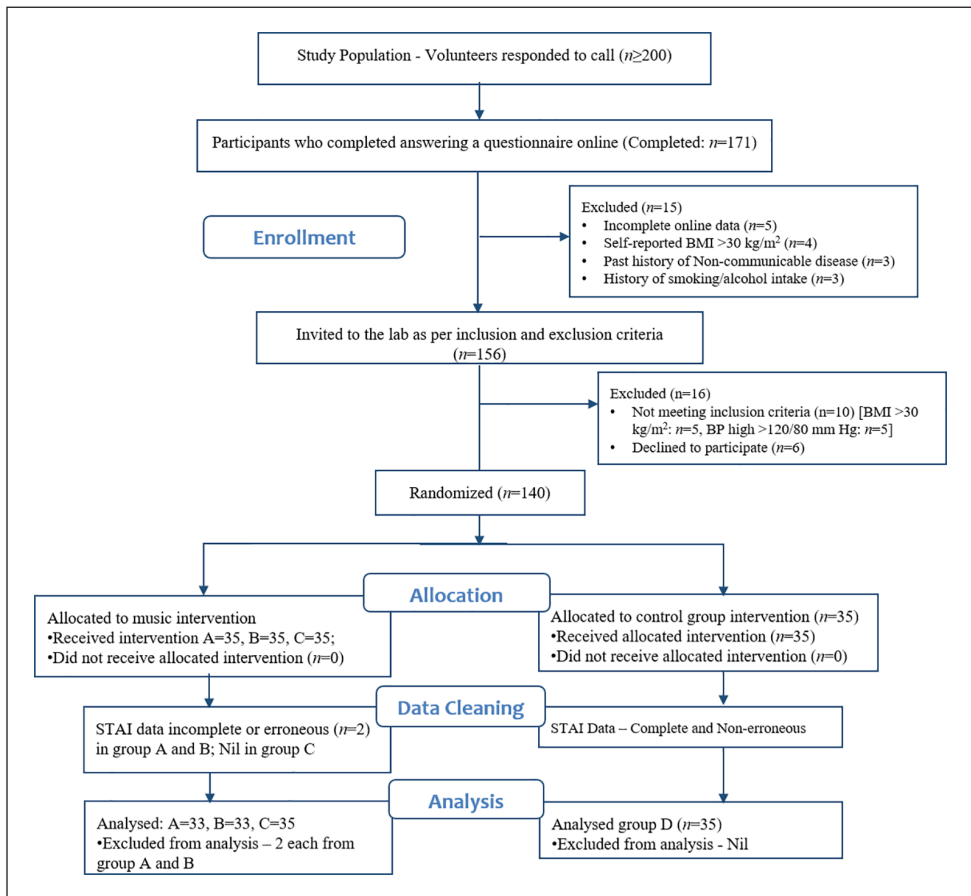 Study Population - Volunteers responded to call (n≥200)
Participants who completed answering a questionnaire online (Completed: n=171)
Enrollment
Excluded (n=15)
• Incomplete online data (n=5)
• Self-reported BMI >30 kg/m² (n=4)
• Past history of Non-communicable disease (n=3)
• History of smoking/alcohol intake (n=3)
Invited to the lab as per inclusion and exclusion criteria
(n=156)
Excluded (n=16)
• Not meeting inclusion criteria (n=10) [BMI >30
kg/m²: n=5, BP high >120/80 mm Hg: n=5]
• Declined to participate (n=6)
Randomized (n=140)
Allocation
Allocated to music intervention
•Received intervention A=35, B=35, C=35;
•Did not receive allocated intervention (n=0)
Allocated to control group intervention (n=35)
•Received allocated intervention (n=35)
•Did not receive allocated intervention (n=0)
Data Cleaning
STAI data incomplete or erroneous (n=2)
in group A and B; Nil in group C
STAI Data – Complete and Non-erroneous
Analysis
Analysed: A=33, B=33, C=35
•Excluded from analysis – 2 each from
group A and B
Analysed group D (n=35)
•Excluded from analysis - Nil